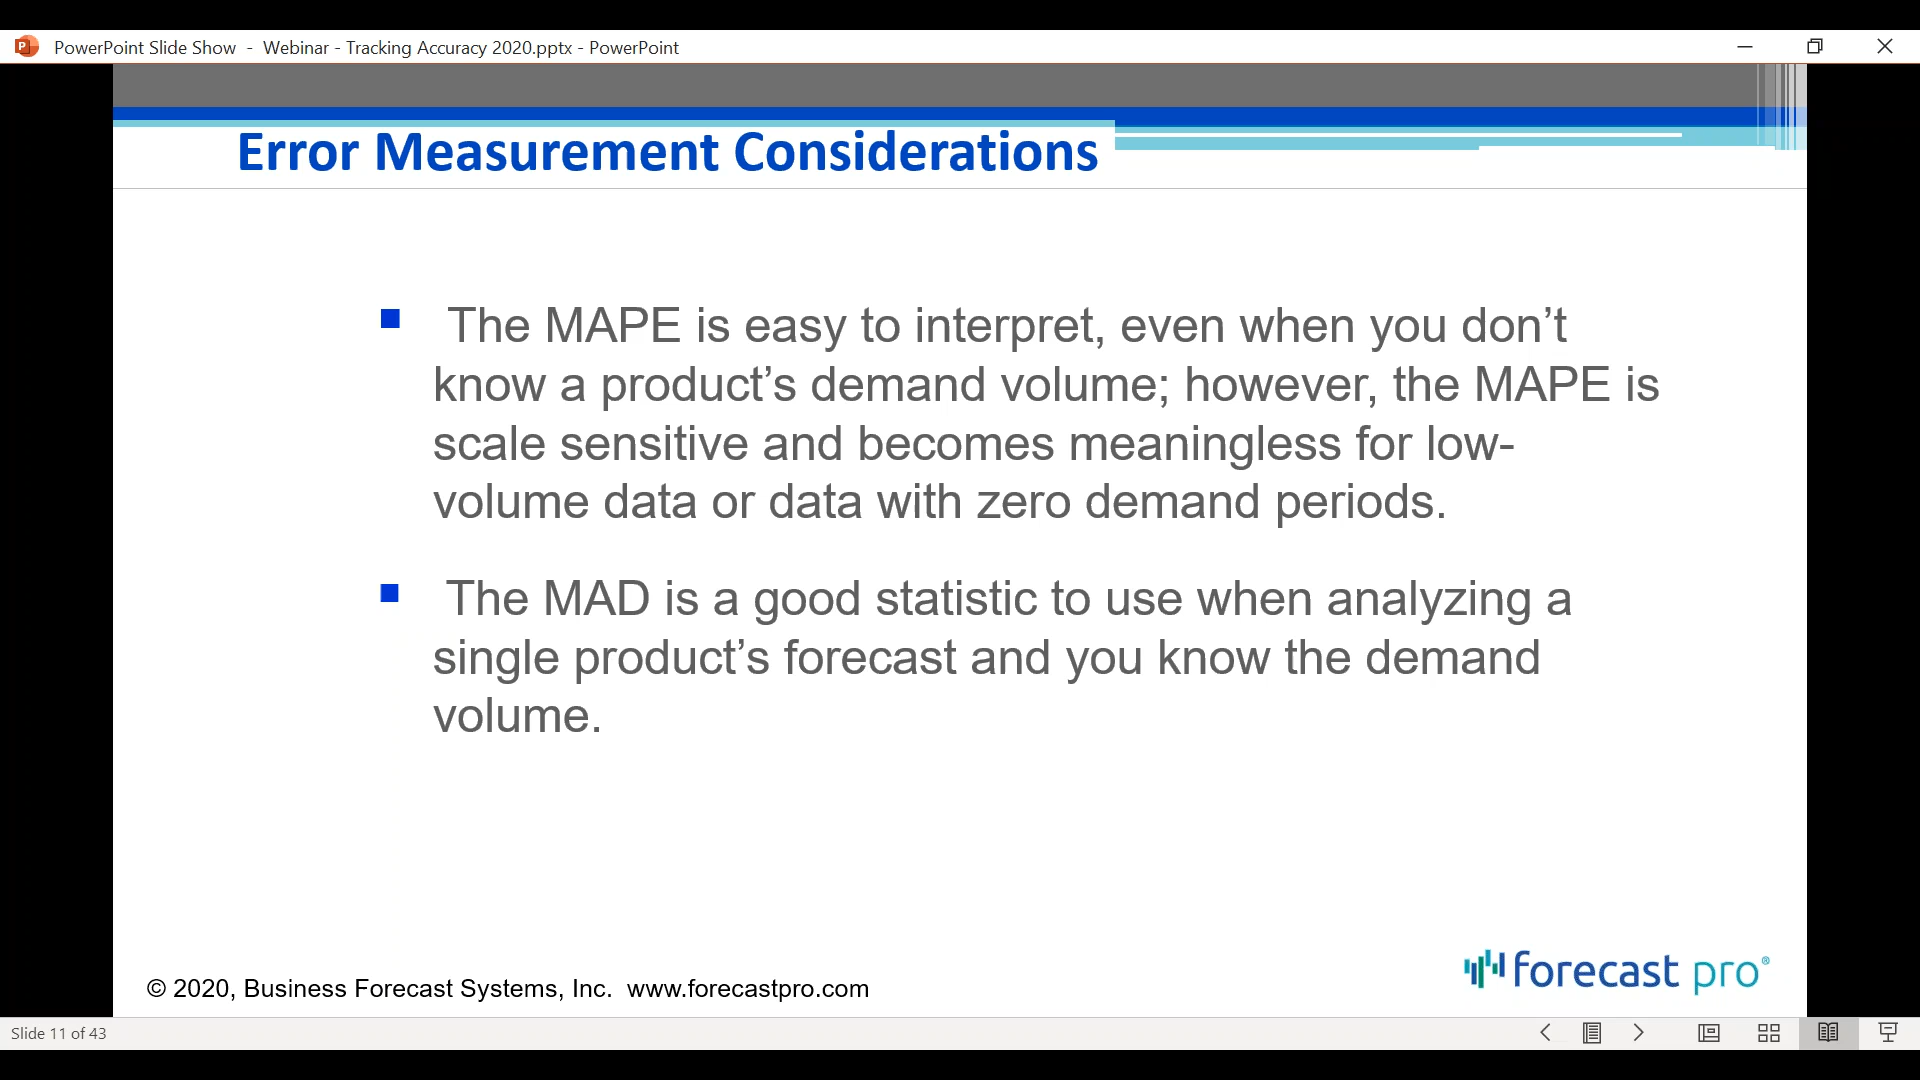 PowerPoint Slide Show - Webinar - Tracking Accuracy 2020.pptx - PowerPoint
Error Measurement Considerations
The MAPE is easy to interpret, even when you don’t
know a product’s demand volume; however, the MAPE is
scale sensitive and becomes meaningless for low-
volume data or data with zero demand periods.
The MAD is a good statistic to use when analyzing a
single product’s forecast and you know the demand
volume.
© 2020, Business Forecast Systems, Inc. www.forecastpro.com
forecast pro®
Slide 11 of 43